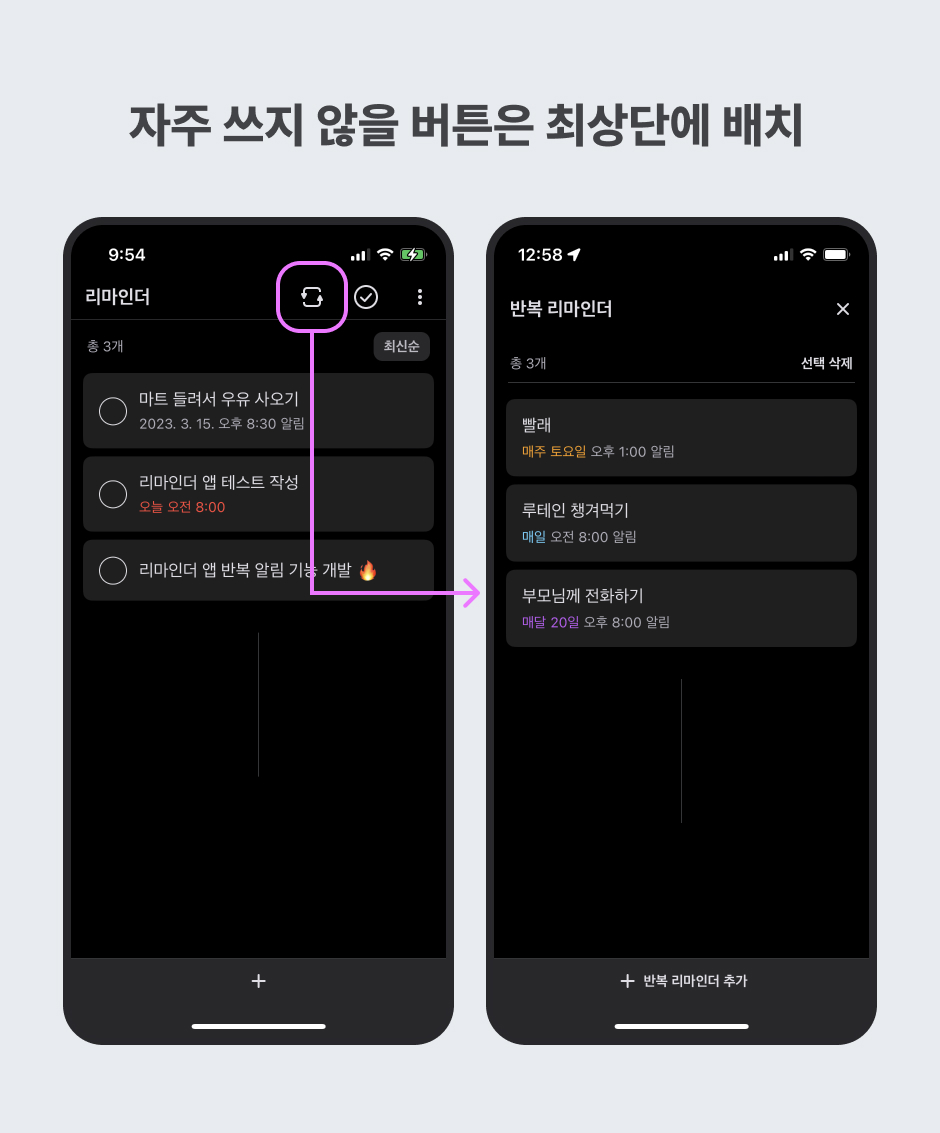 자주 쓰지 않을 버튼은 최상단에 배치
9:54
리마인더
총 3개
최신순
마트 들려서 우유 사오기
2023. 3. 15. 오후 8:30 알림
리마인더 앱 테스트 작성
오늘 오전 8:00
리마인더 앱 반복 알림 기능 개발 🔥
12:58
반복 리마인더
총 3개
선택 삭제
빨래
매주 토요일 오후 1:00 알림
루테인 챙겨먹기
매일 오전 8:00 알림
부모님께 전화하기
매달 20일 오후 8:00 알림
반복 리마인더 추가